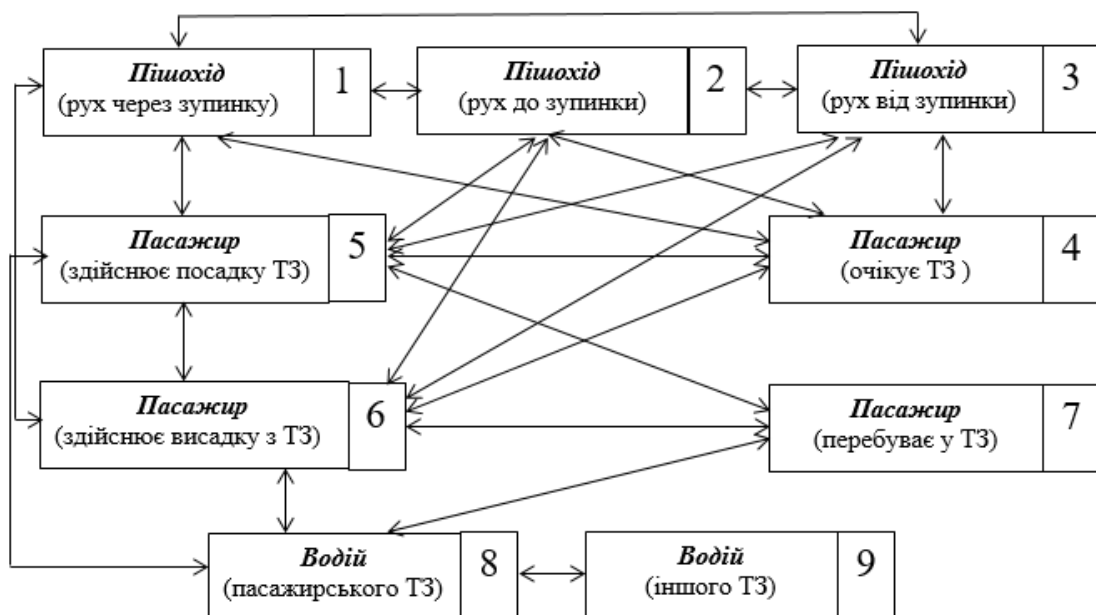 Пішохід
(рух через зупинку)
1
Пішохід
(рух до зупинки)
2
Пішохід
(рух від зупинки)
3
Пасажир
(здійснює посадку ТЗ)
5
Пасажир
(очікує ТЗ )
4
Пасажир
(здійснює висадку з ТЗ)
6
Пасажир
(перебуває у ТЗ)
7
Водій
(пасажирського ТЗ)
8
Водій
(іншого ТЗ)
9